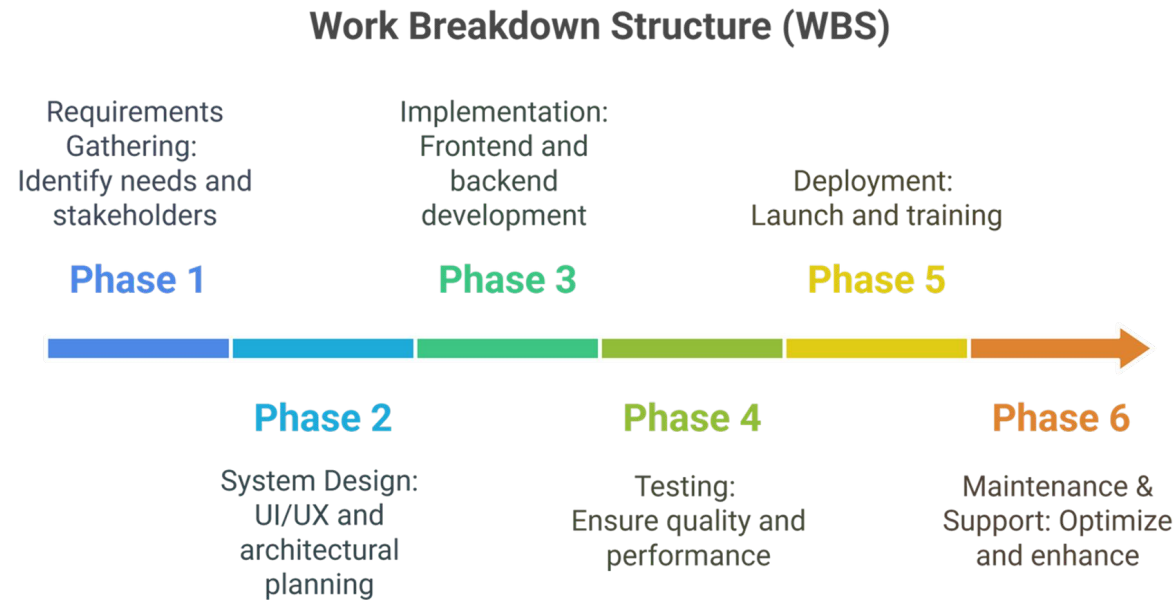 Work Breakdown Structure (WBS)
Requirements
Gathering:
Identify needs and
stakeholders
Phase 1
Implementation:
Frontend and
backend
development
Phase 3
Deployment:
Launch and training
Phase 5
Phase 2
System Design:
UI/UX and
architectural
planning
Phase 4
Testing:
Ensure quality and
performance
Phase 6
Maintenance &
Support: Optimize
and enhance